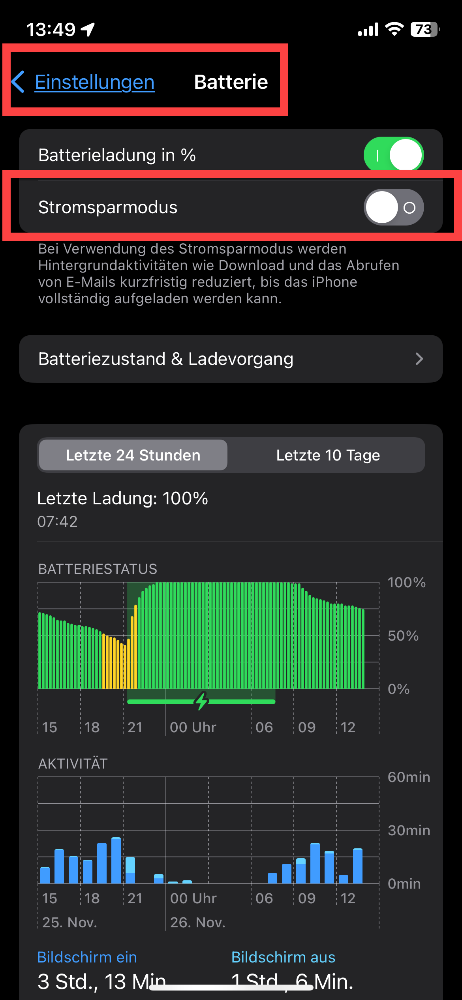 13:49
73
Einstellungen Batterie
Batterieladung in %
Stromsparmodus
Bei Verwendung des Stromsparmodus werden
Hintergrundaktivitäten wie Download und das Abrufen
von E-Mails kurzfristig reduziert, bis das iPhone
vollständig aufgeladen werden kann.
Batteriezustand & Ladevorgang
Letzte 24 Stunden Letzte 10 Tage
Letzte Ladung: 100%
07:42
BATTERIESTATUS
100%
50%
0%
15 18 21 00 Uhr 06 09 12
AKTIVITÄT
60min
30min
0min
15 18 21 00 Uhr 06 09 12
25. Nov. 26. Nov.
Bildschirm ein Bildschirm aus
3 Std., 13 Min. 1 Std., 6 Min.